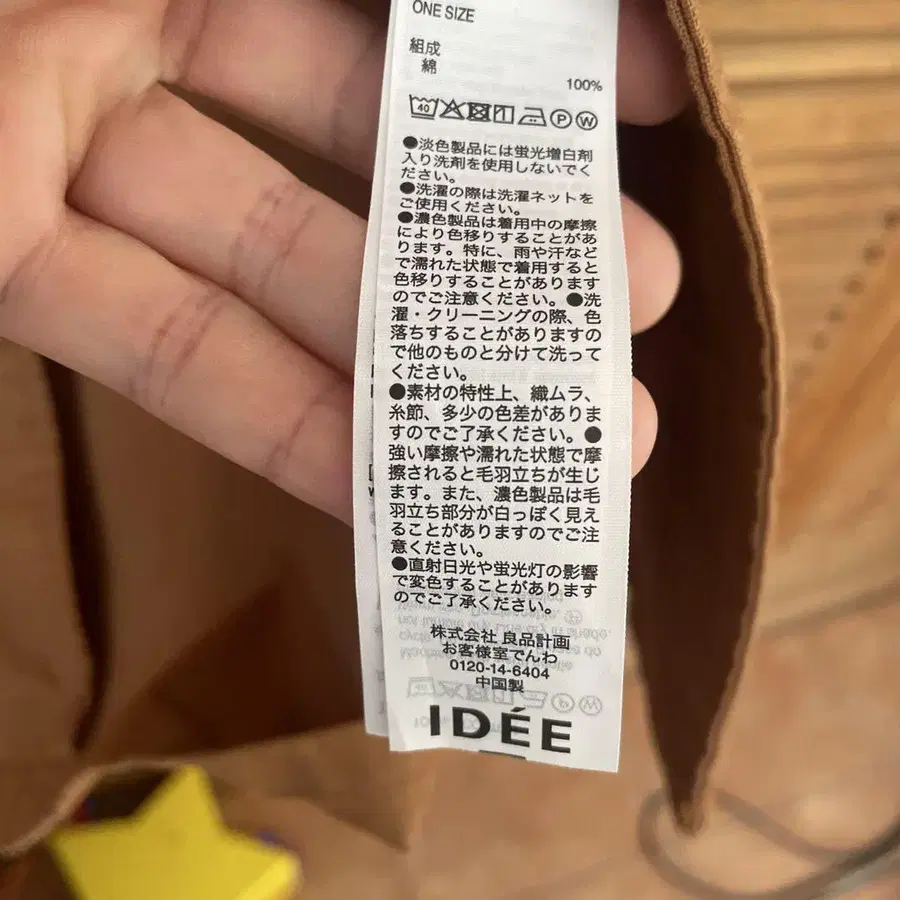 ONE SIZE
組成
綿
100%
40
P
W
●淡色製品には蛍光増白剤
入り洗剤を使用しないでく
ださい。
●洗濯の際は洗濯ネットを
ご使用ください。
●濃色製品は着用中の摩擦
により色移りすることがあ
ります。特に、雨や汗など
で濡れた状態で着用すると
色移りすることがあります
のでご注意ください。●洗
濯・クリーニングの際、色
落ちすることがありますの
で他のものと分けて洗って
ください。
●素材の特性上、織ムラ、
糸節、多少の色差がありま
すのでご了承ください。●
強い摩擦や濡れた状態で摩
擦されると毛羽立ちが生じ
ます。また、濃色製品は毛
羽立ち部分が白っぽく見え
ることがありますのでご注
意ください。
●直射日光や蛍光灯の影響
で変色することがあります
のでご了承ください。
株式会社 良品計画
お客様室でんわ
0120-14-6404
中国製
IDÉE